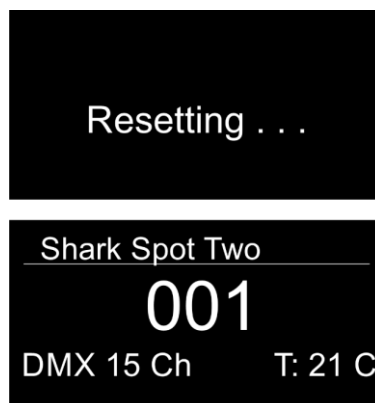 Resetting . . .
Shark Spot Two
001
DMX 15 Ch T: 21 C